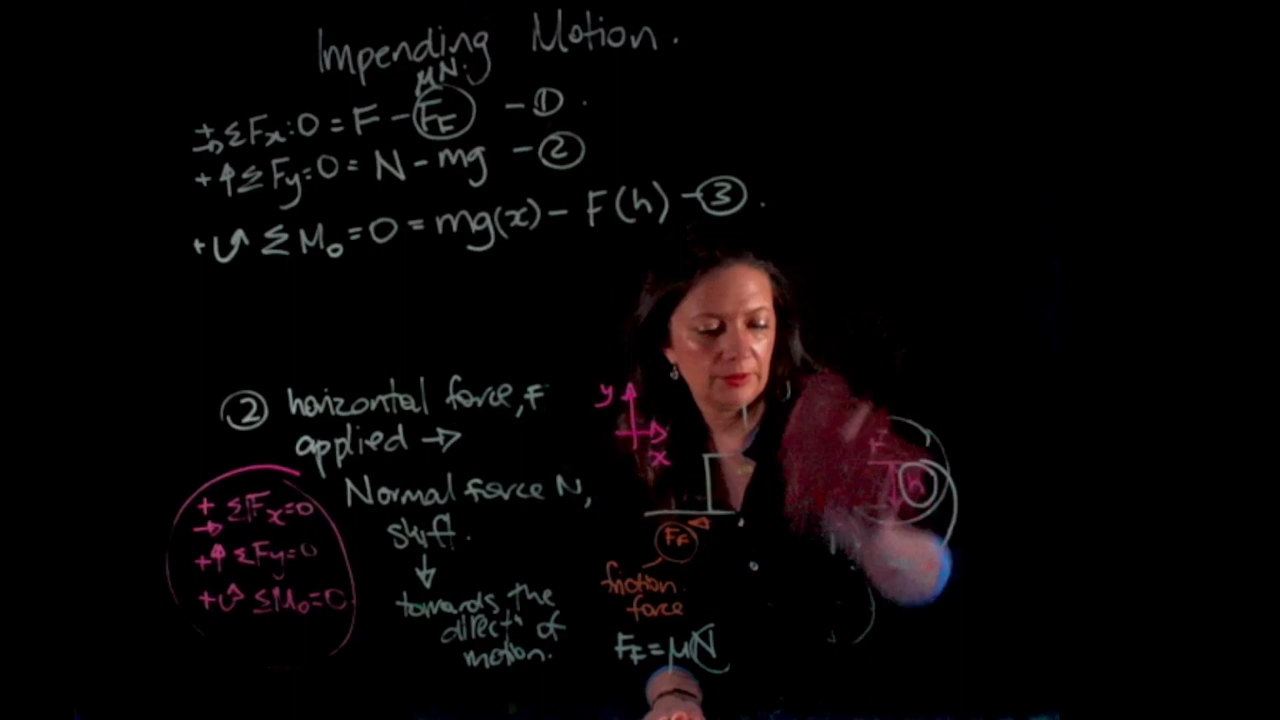 Impending Motion.
μN.
+→ ΣFx:0 = F - FF - ①.
+↑ ΣFy=0= N - mg - ②
+↺ ΣMo=0 = mg(x) - F(h) - ③.
② horizontal force, F
applied →
Normal force N,
shift.
↓
towards the
directⁿ of
motion.
+→ ΣFx=0
+↑ ΣFy=0
+↺ ΣMo=0
y
x
F
h
FF
friction
force
FF = μN